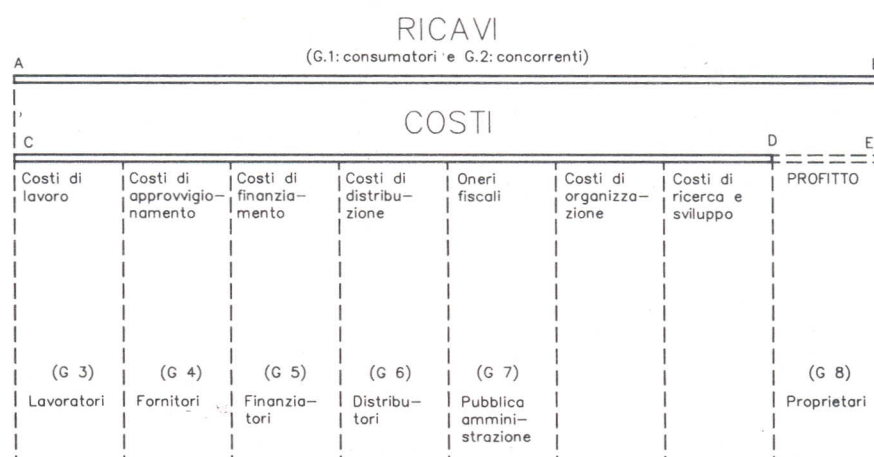 RICAVI
(G.1: consumatori e G.2: concorrenti)
A
COSTI
C D E
Costi di
lavoro
Costi di
approvvigio–
namento
Costi di
finanzia–
mento
Costi di
distribu–
zione
Oneri
fiscali
Costi di
organizza–
zione
Costi di
ricerca e
sviluppo
PROFITTO
(G 3)
Lavoratori
(G 4)
Fornitori
(G 5)
Finanzia–
tori
(G 6)
Distribu–
tori
(G 7)
Pubblica
ammini–
strazione
(G 8)
Proprietari